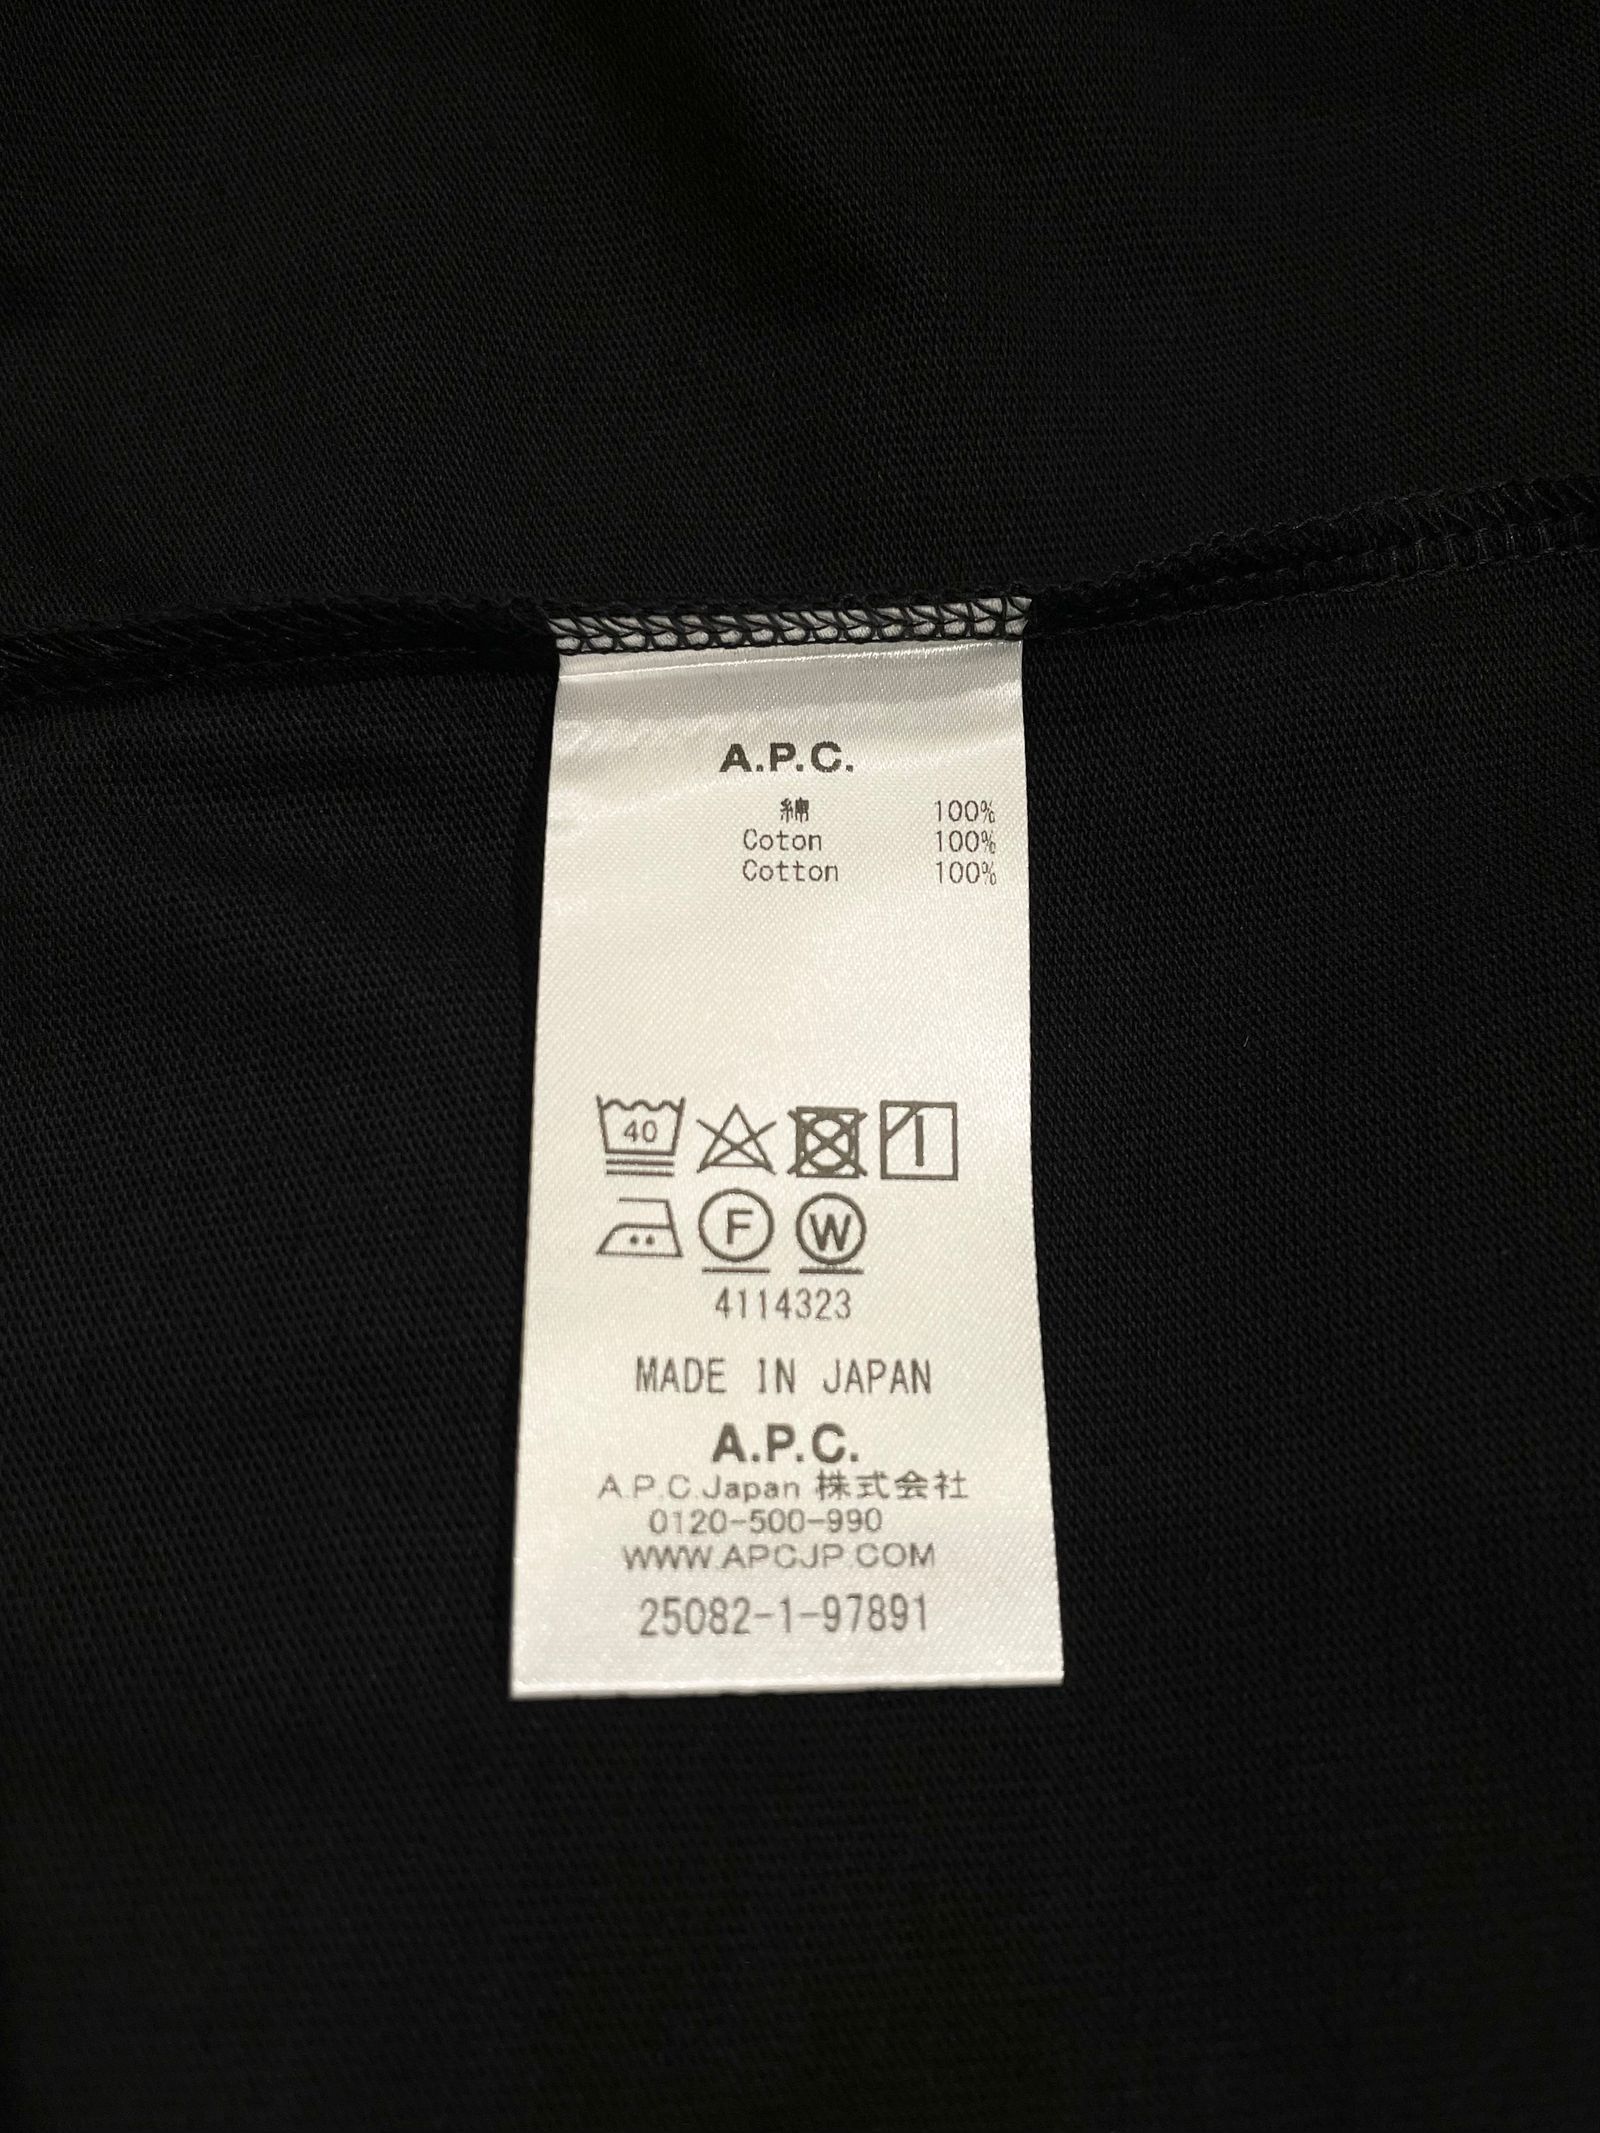 A.P.C.
綿 100%
Coton 100%
Cotton 100%
40
F W
4114323
MADE IN JAPAN
A.P.C.
A.P.C.Japan 株式会社
0120-500-990
WWW.APCJP.COM
25082-1-97891